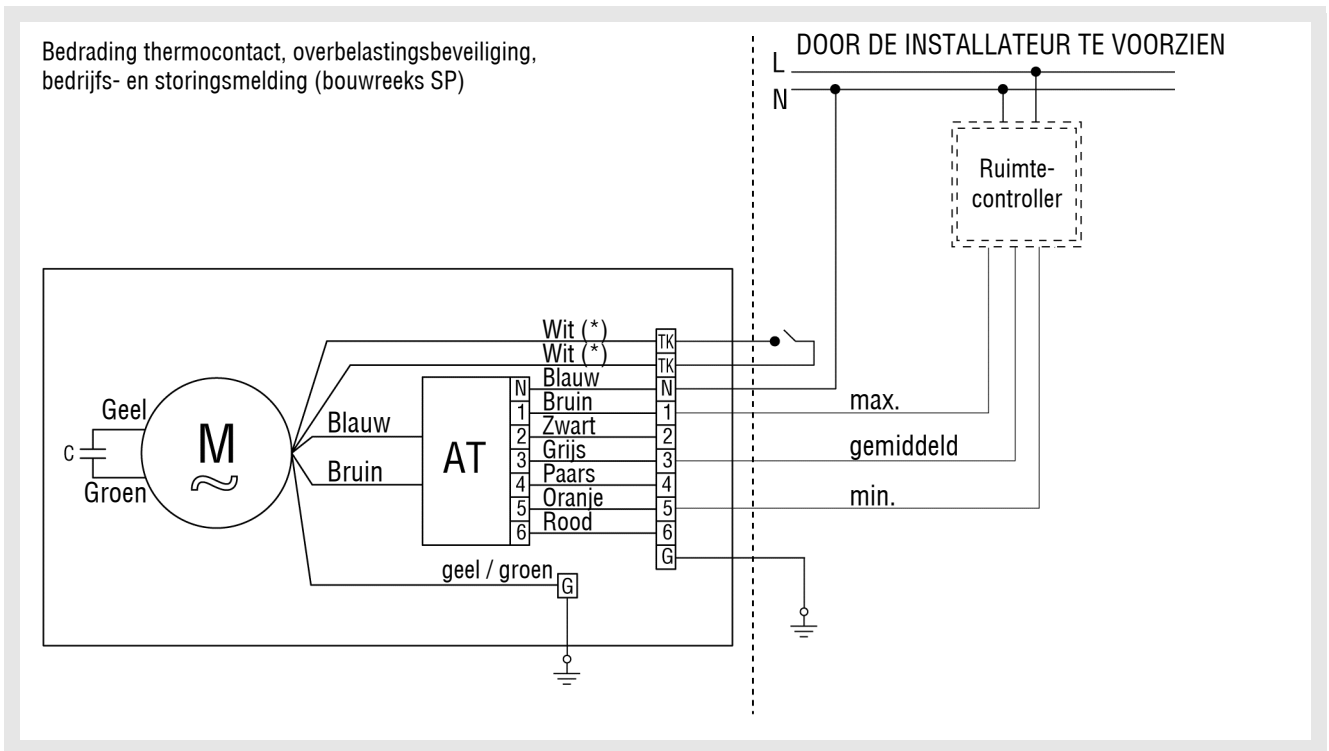 Bedrading thermocontact, overbelastingsbeveiliging,
bedrijfs- en storingsmelding (bouwreeks SP)
DOOR DE INSTALLATEUR TE VOORZIEN
L
N
Ruimte-
controller
Wit (*)
TK
Wit (*)
TK
N
Blauw
N
1
Bruin
1
max.
2
Zwart
2
3
Grijs
3
gemiddeld
4
Paars
4
5
Oranje
5
min.
6
Rood
6
G
Geel
C
Groen
M
Blauw
Bruin
AT
geel / groen
G